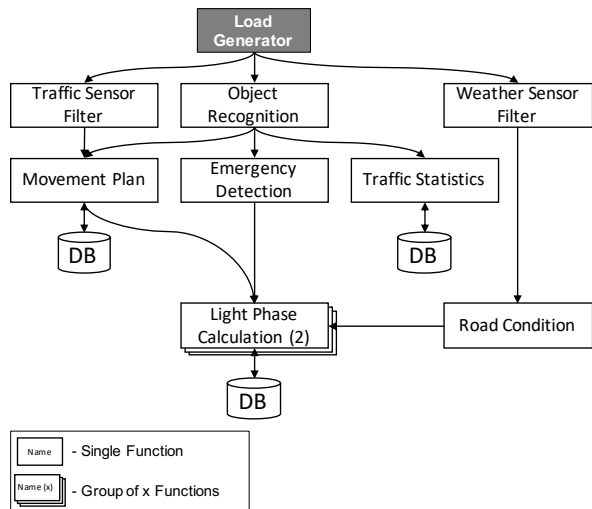 Load
Generator
Traffic Sensor
Filter
Object
Recognition
Weather Sensor
Filter
Movement Plan
Emergency
Detection
Traffic Statistics
DB
DB
Light Phase
Calculation (2)
Road Condition
DB
Name
- Single Function
Name (x)
- Group of x Functions